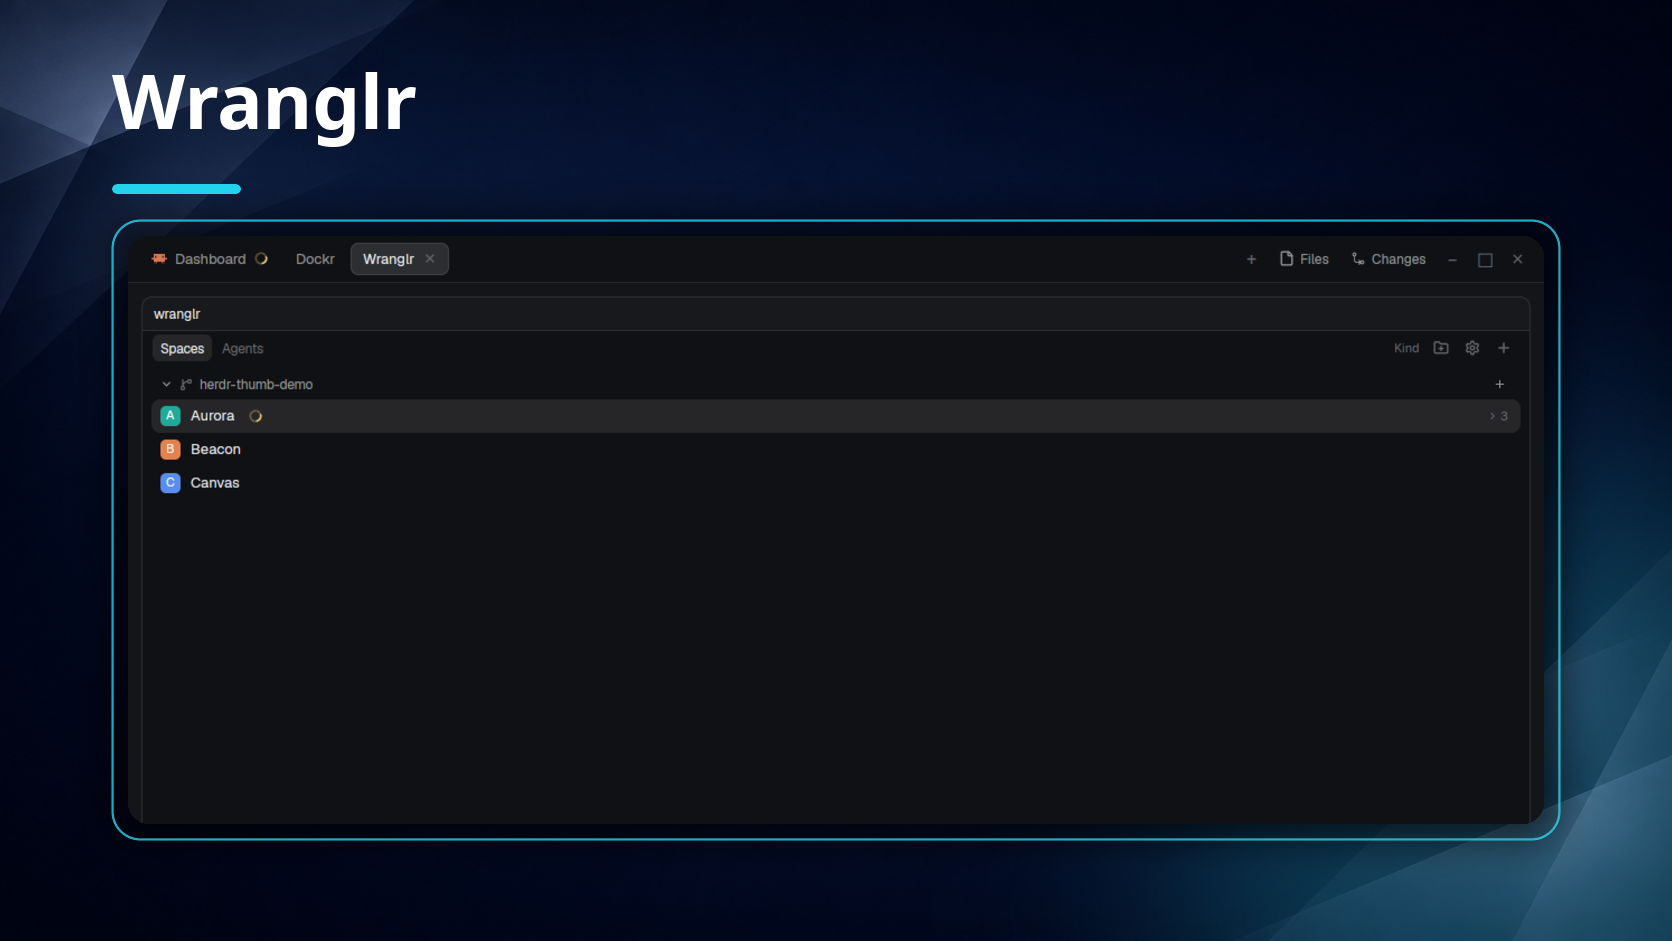 Wranglr
Dashboard Dockr Wranglr + Files Changes
wranglr
Spaces Agents Kind
herdr-thumb-demo +
A Aurora > 3
B Beacon
C Canvas